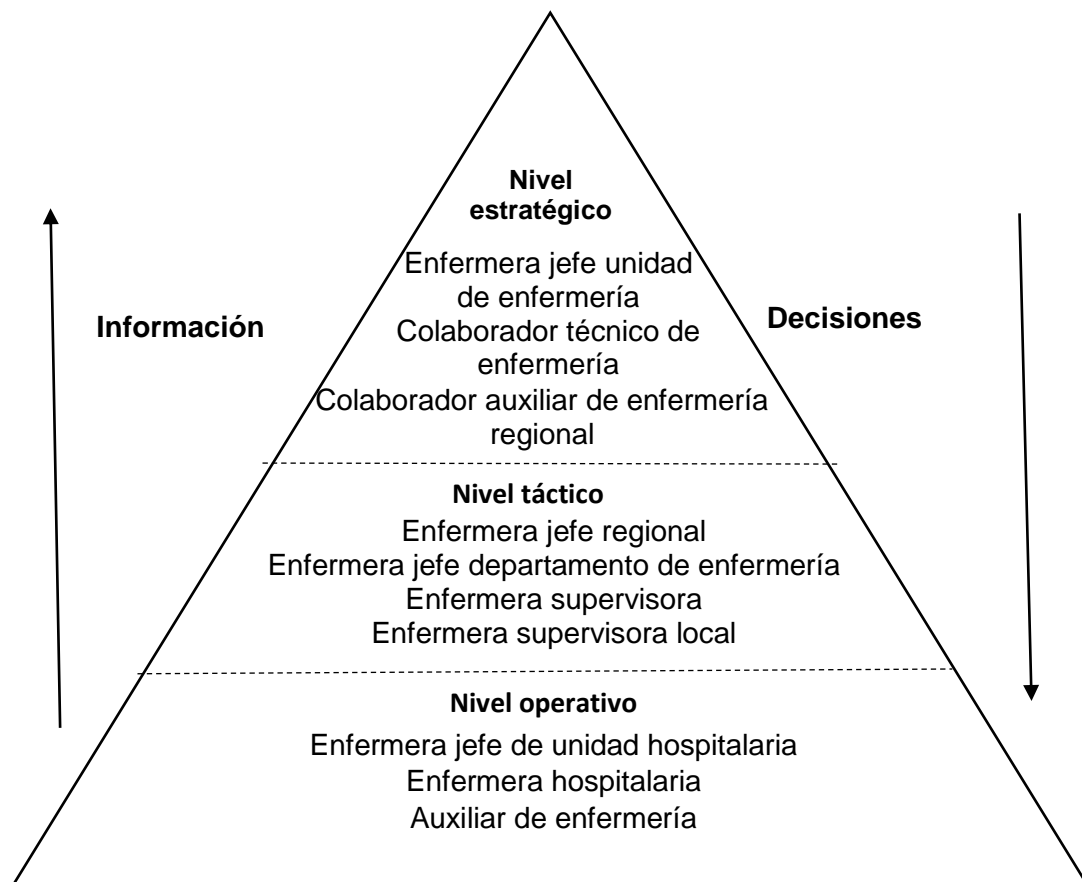 Nivel
estratégico
Enfermera jefe unidad
de enfermería
Información
Decisiones
Colaborador técnico de
enfermería
Colaborador auxiliar de enfermería
regional
Nivel táctico
Enfermera jefe regional
Enfermera jefe departamento de enfermería
Enfermera supervisora
Enfermera supervisora local
Nivel operativo
Enfermera jefe de unidad hospitalaria
Enfermera hospitalaria
Auxiliar de enfermería